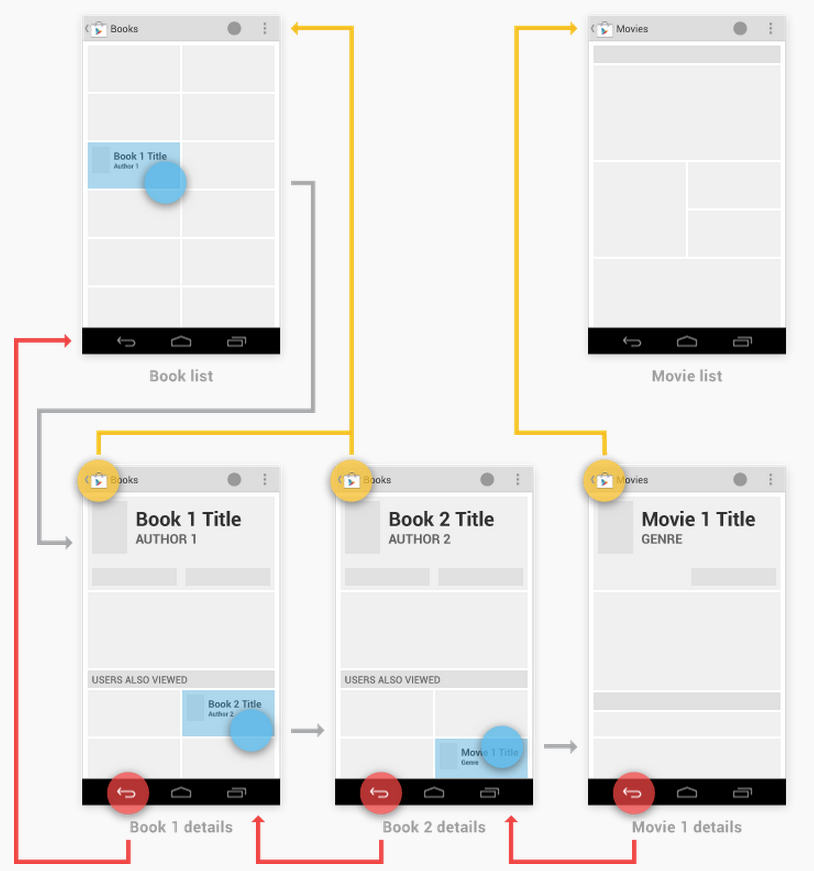 Books
Book 1 Title
Author 1
Book list
Movies
Movie list
Books
Book 1 Title
AUTHOR 1
USERS ALSO VIEWED
Book 2 Title
Author 2
Book 1 details
Books
Book 2 Title
AUTHOR 2
USERS ALSO VIEWED
Movie 1 Title
Genre
Book 2 details
Movies
Movie 1 Title
GENRE
Movie 1 details